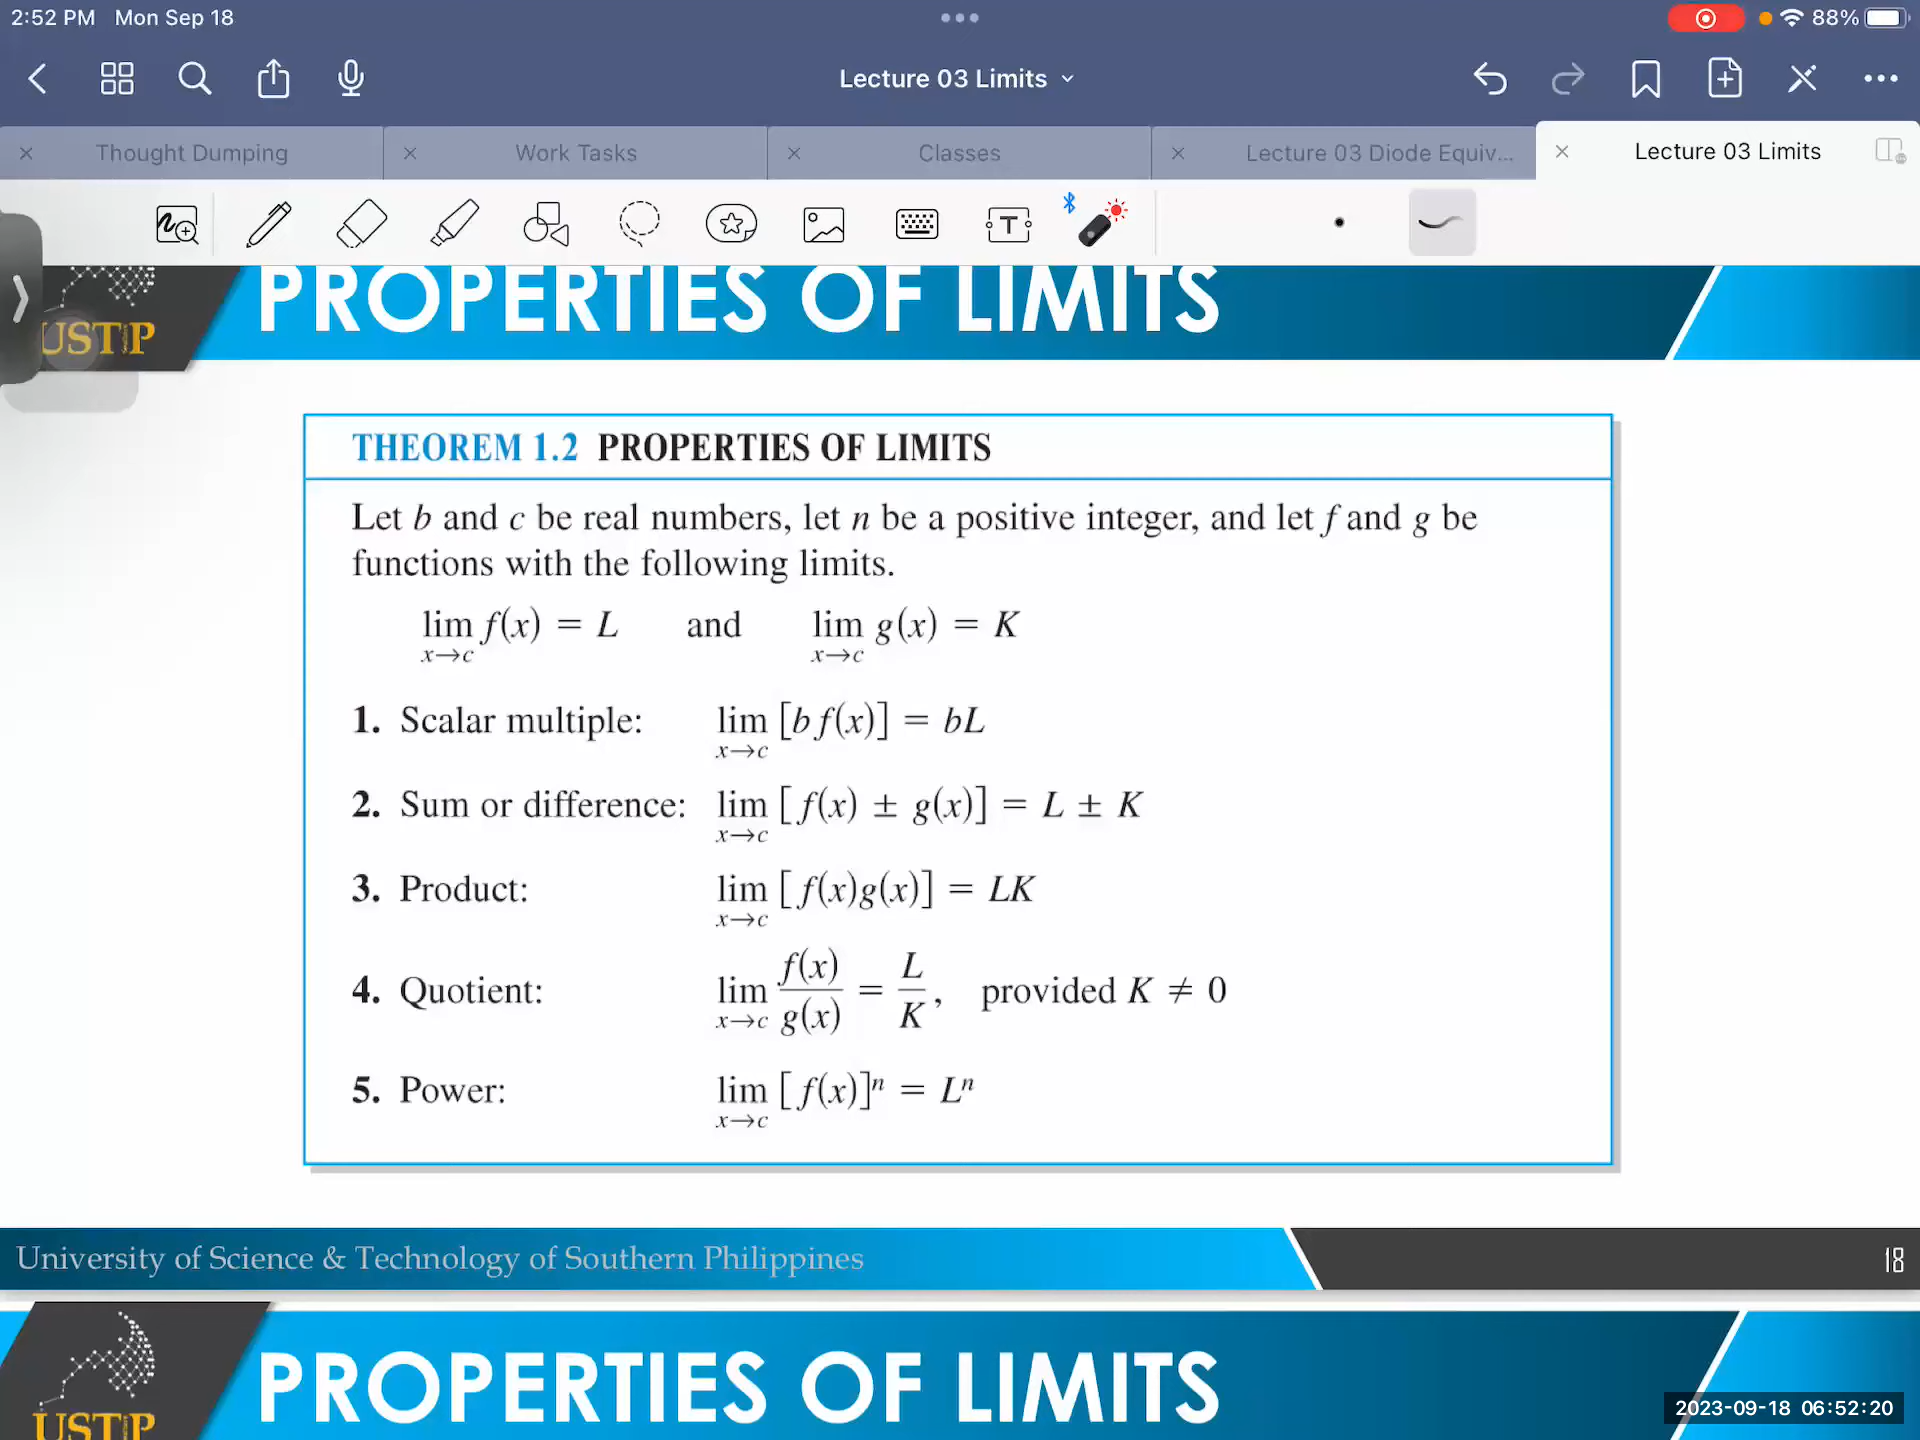 2:52 PM Mon Sep 18
88%
Lecture 03 Limits
Thought Dumping
Work Tasks
Classes
Lecture 03 Diode Equiv...
Lecture 03 Limits
T
PROPERTIES OF LIMITS
USTP
THEOREM 1.2 PROPERTIES OF LIMITS
Let b and c be real numbers, let n be a positive integer, and let f and g be
functions with the following limits.
lim f(x) = L and lim g(x) = K
x→c x→c
1. Scalar multiple: lim [b f(x)] = bL
x→c
2. Sum or difference: lim [f(x) ± g(x)] = L ± K
x→c
3. Product: lim [f(x)g(x)] = LK
x→c
4. Quotient: lim f(x)/g(x) = L/K, provided K ≠ 0
x→c
5. Power: lim [f(x)]ⁿ = Lⁿ
x→c
University of Science & Technology of Southern Philippines
18
PROPERTIES OF LIMITS
USTP
2023-09-18 06:52:20